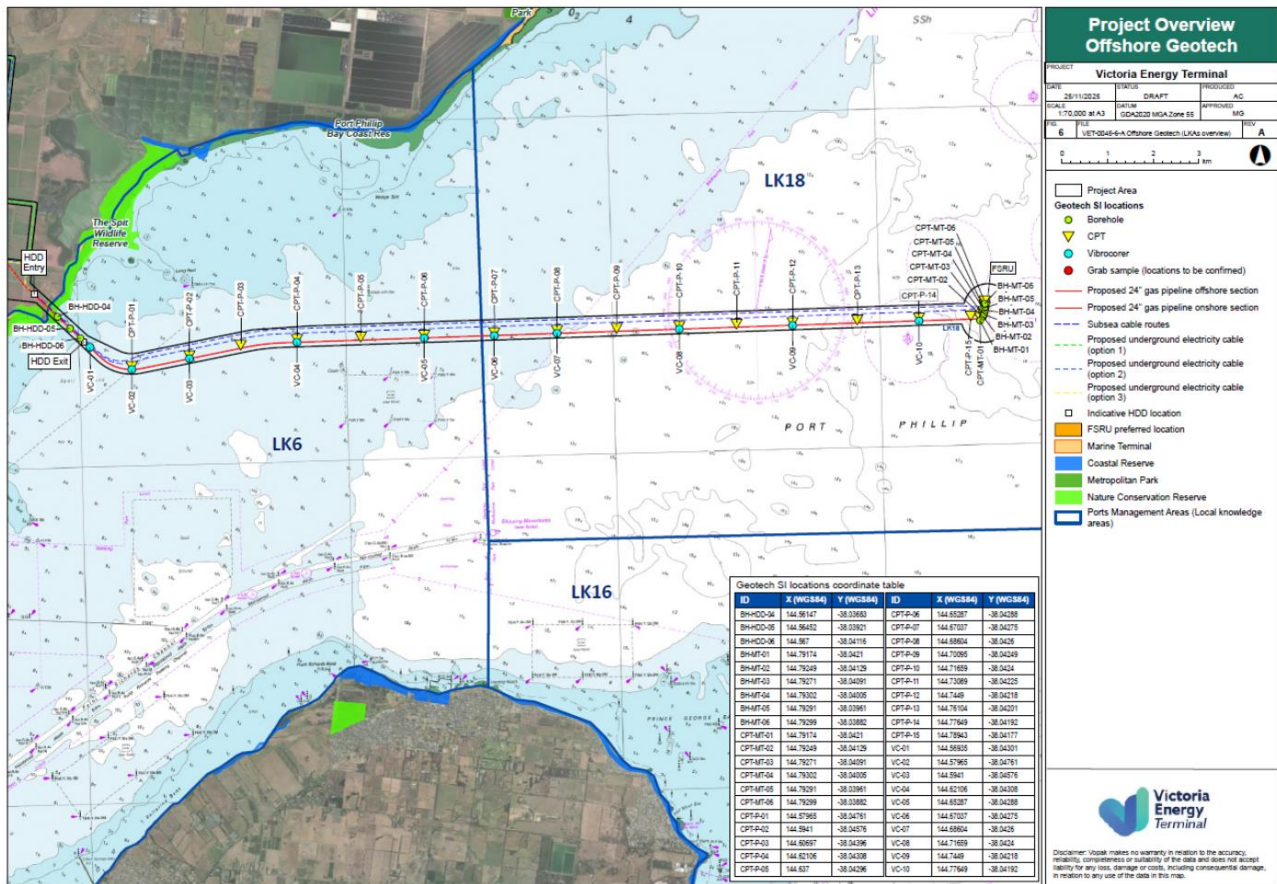 Project Overview
Offshore Geotech
PROJECT
Victoria Energy Terminal
DATE
25/11/2025
STATUS
DRAFT
PRODUCED
AC
SCALE
1:70,000 at A3
DATUM
GDA2020 MGA Zone 55
APPROVED
MG
FIG
6
FILE
VET-0045-6-A Offshore Geotech (LKAs overview)
REV
A
0 1 2 3
km
Project Area
Geotech SI locations
Borehole
CPT
Vibrocorer
Grab sample (locations to be confirmed)
Proposed 24" gas pipeline offshore section
Proposed 24" gas pipeline onshore section
Subsea cable routes
Proposed underground electricity cable
(option 1)
Proposed underground electricity cable
(option 2)
Proposed underground electricity cable
(option 3)
Indicative HDD location
FSRU preferred location
Marine Terminal
Coastal Reserve
Metropolitan Park
Nature Conservation Reserve
Ports Management Areas (Local knowledge
areas)
Victoria
Energy
Terminal
Disclaimer: Vopak makes no warranty in relation to the accuracy,
reliability, completeness or suitability of the data and does not accept
liability for any loss, damage or costs, including consequential damage,
in relation to any use of the data in this map.
Park
Port Phillip
Bay Coast Res
The Spit
Wildlife
Reserve
HDD
Entry
BH-HDD-04
BH-HDD-05
BH-HDD-06
HDD Exit
VC-01
CPT-P-01
VC-02
CPT-P-02
VC-03
CPT-P-03
CPT-P-04
VC-04
CPT-P-05
CPT-P-06
VC-05
CPT-P-07
VC-06
CPT-P-08
VC-07
CPT-P-09
CPT-P-10
VC-08
CPT-P-11
CPT-P-12
VC-09
CPT-P-13
CPT-P-14
VC-10
CPT-P-15
CPT-MT-01
CPT-MT-06
CPT-MT-05
CPT-MT-04
CPT-MT-03
CPT-MT-02
FSRU
BH-MT-06
BH-MT-05
BH-MT-04
BH-MT-03
BH-MT-02
BH-MT-01
LK18
LK18
LK6
LK16
SSh
PORT PHILLIP
PRINCE GEORGE
Geotech SI locations coordinate table
ID X (WGS84) Y (WGS84) ID X (WGS84) Y (WGS84)
BH-HDD-04 144.56147 -38.03683 CPT-P-06 144.65287 -38.04288
BH-HDD-05 144.56452 -38.03921 CPT-P-07 144.67037 -38.04275
BH-HDD-06 144.567 -38.04116 CPT-P-08 144.68604 -38.0426
BH-MT-01 144.79174 -38.0421 CPT-P-09 144.70095 -38.04249
BH-MT-02 144.79249 -38.04129 CPT-P-10 144.71659 -38.0424
BH-MT-03 144.79271 -38.04091 CPT-P-11 144.73089 -38.04225
BH-MT-04 144.79302 -38.04005 CPT-P-12 144.7449 -38.04218
BH-MT-05 144.79291 -38.03961 CPT-P-13 144.76104 -38.04201
BH-MT-06 144.79299 -38.03882 CPT-P-14 144.77649 -38.04192
CPT-MT-01 144.79174 -38.0421 CPT-P-15 144.78943 -38.04177
CPT-MT-02 144.79249 -38.04129 VC-01 144.56935 -38.04301
CPT-MT-03 144.79271 -38.04091 VC-02 144.57965 -38.04761
CPT-MT-04 144.79302 -38.04005 VC-03 144.5941 -38.04576
CPT-MT-05 144.79291 -38.03961 VC-04 144.62106 -38.04308
CPT-MT-06 144.79299 -38.03882 VC-05 144.65287 -38.04288
CPT-P-01 144.57965 -38.04761 VC-06 144.67037 -38.04275
CPT-P-02 144.5941 -38.04576 VC-07 144.68604 -38.0426
CPT-P-03 144.60697 -38.04396 VC-08 144.71659 -38.0424
CPT-P-04 144.62106 -38.04308 VC-09 144.7449 -38.04218
CPT-P-05 144.637 -38.04296 VC-10 144.77649 -38.04192